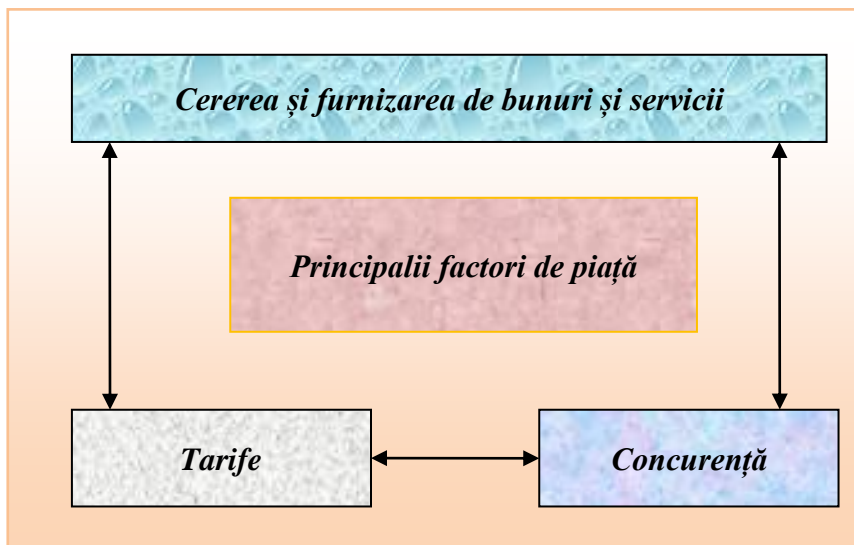 Cererea și furnizarea de bunuri și servicii
Principalii factori de piață
Tarife
Concurență